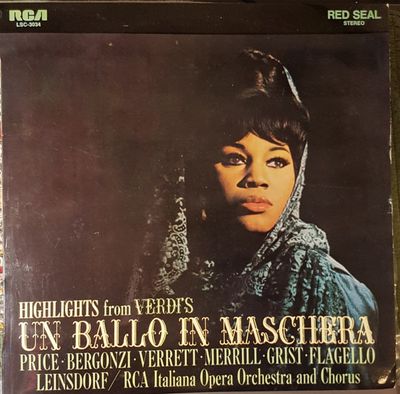 RCA
LSC-3034
RED SEAL
STEREO
HIGHLIGHTS from VERDI'S
UN BALLO IN MASCHERA
PRICE · BERGONZI · VERRETT · MERRILL · GRIST · FLAGELLO
LEINSDORF/RCA Italiana Opera Orchestra and Chorus